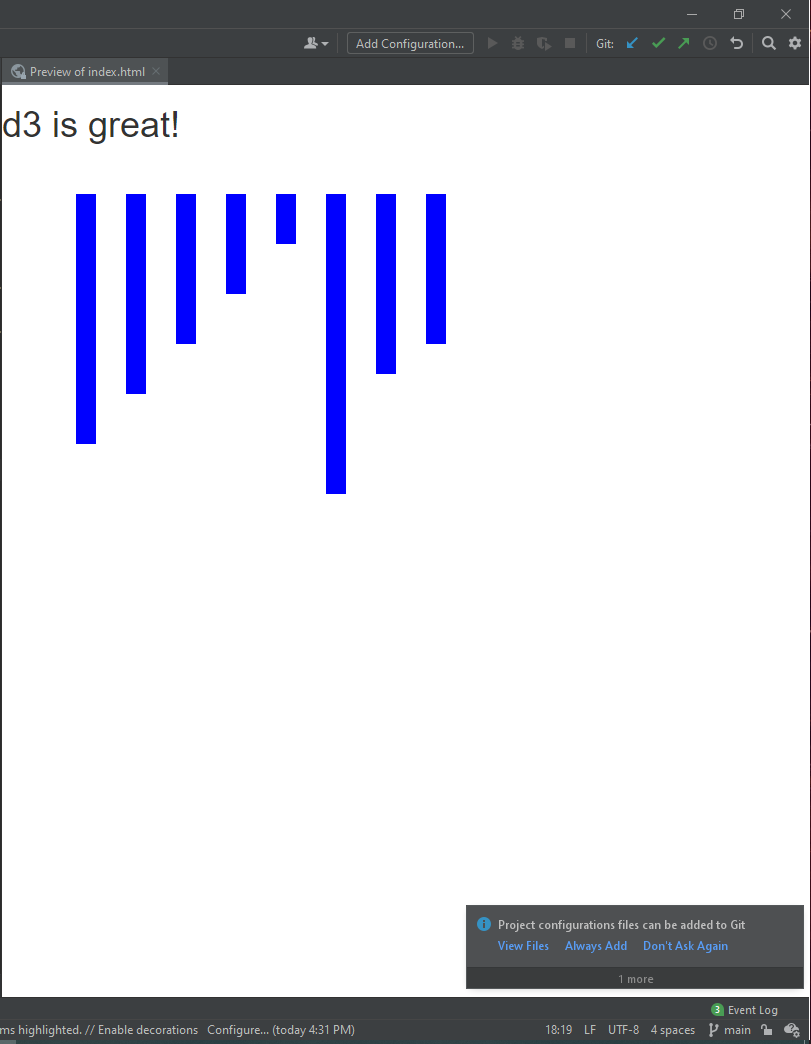 Add Configuration...
Git:
Preview of index.html
d3 is great!
Project configurations files can be added to Git
View Files Always Add Don't Ask Again
1 more
3 Event Log
ms highlighted. // Enable decorations Configure... (today 4:31 PM) 18:19 LF UTF-8 4 spaces main